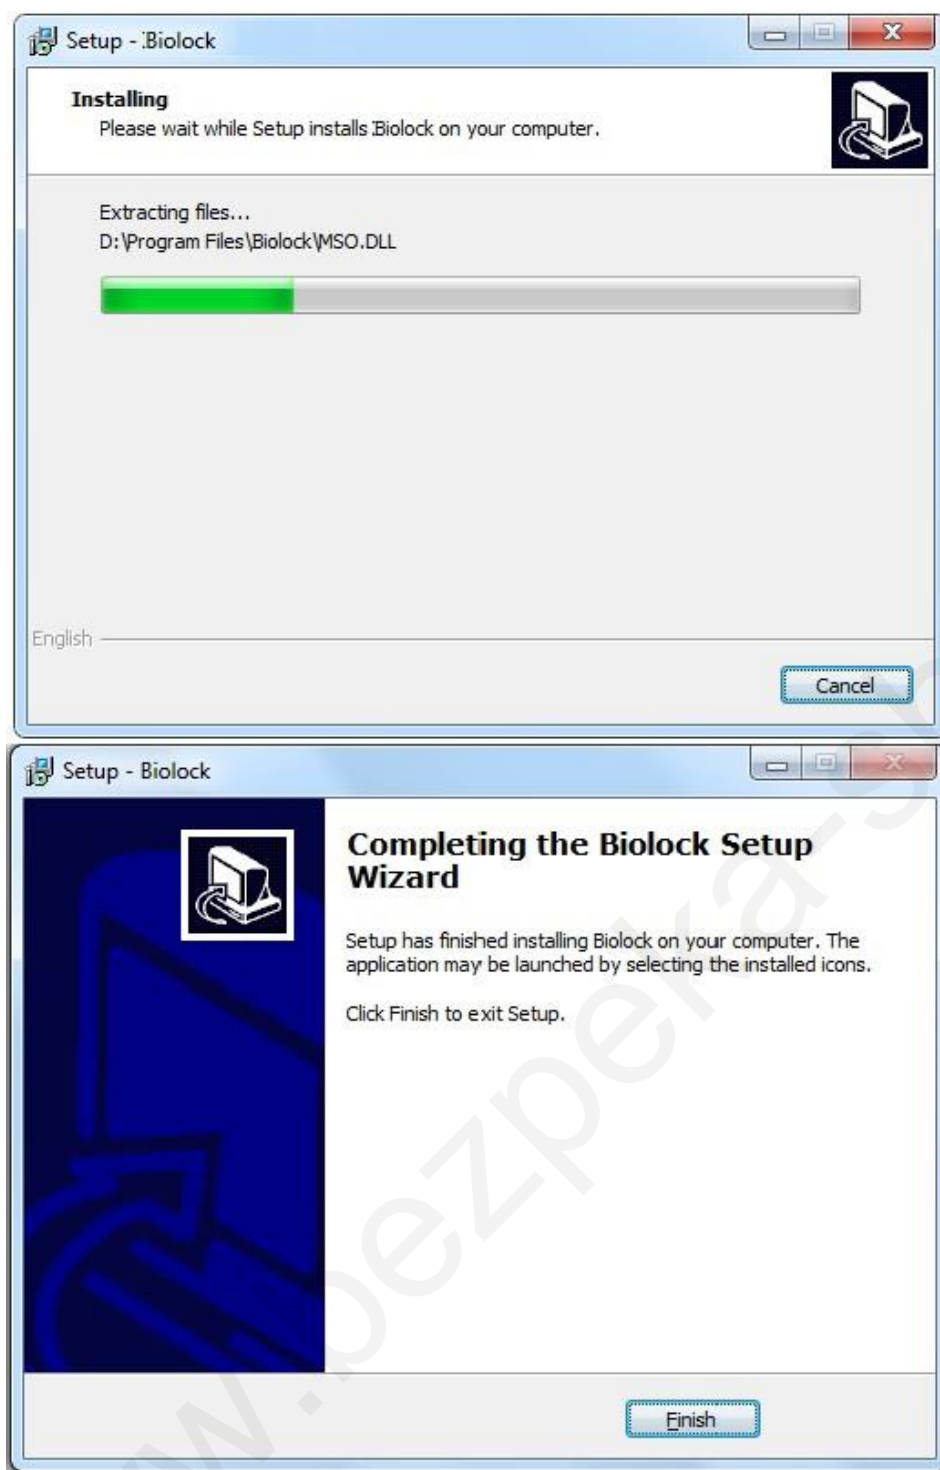 Setup - Biolock
Installing
Please wait while Setup installs Biolock on your computer.
Extracting files...
D:\Program Files\Biolock\MSO.DLL
English
Cancel
Setup - Biolock
Completing the Biolock Setup
Wizard
Setup has finished installing Biolock on your computer. The
application may be launched by selecting the installed icons.
Click Finish to exit Setup.
Finish
w.bezpeka-s